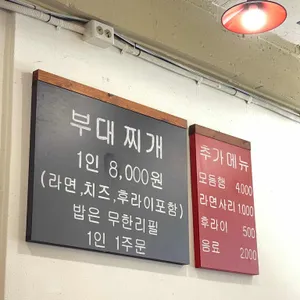 부대 찌개
1인 8,000원
(라면,치즈,후라이포함)
밥은 무한리필
1인 1주문
추가메뉴
모듬햄 4000
라면사리 1000
후라이 500
음료 2,000